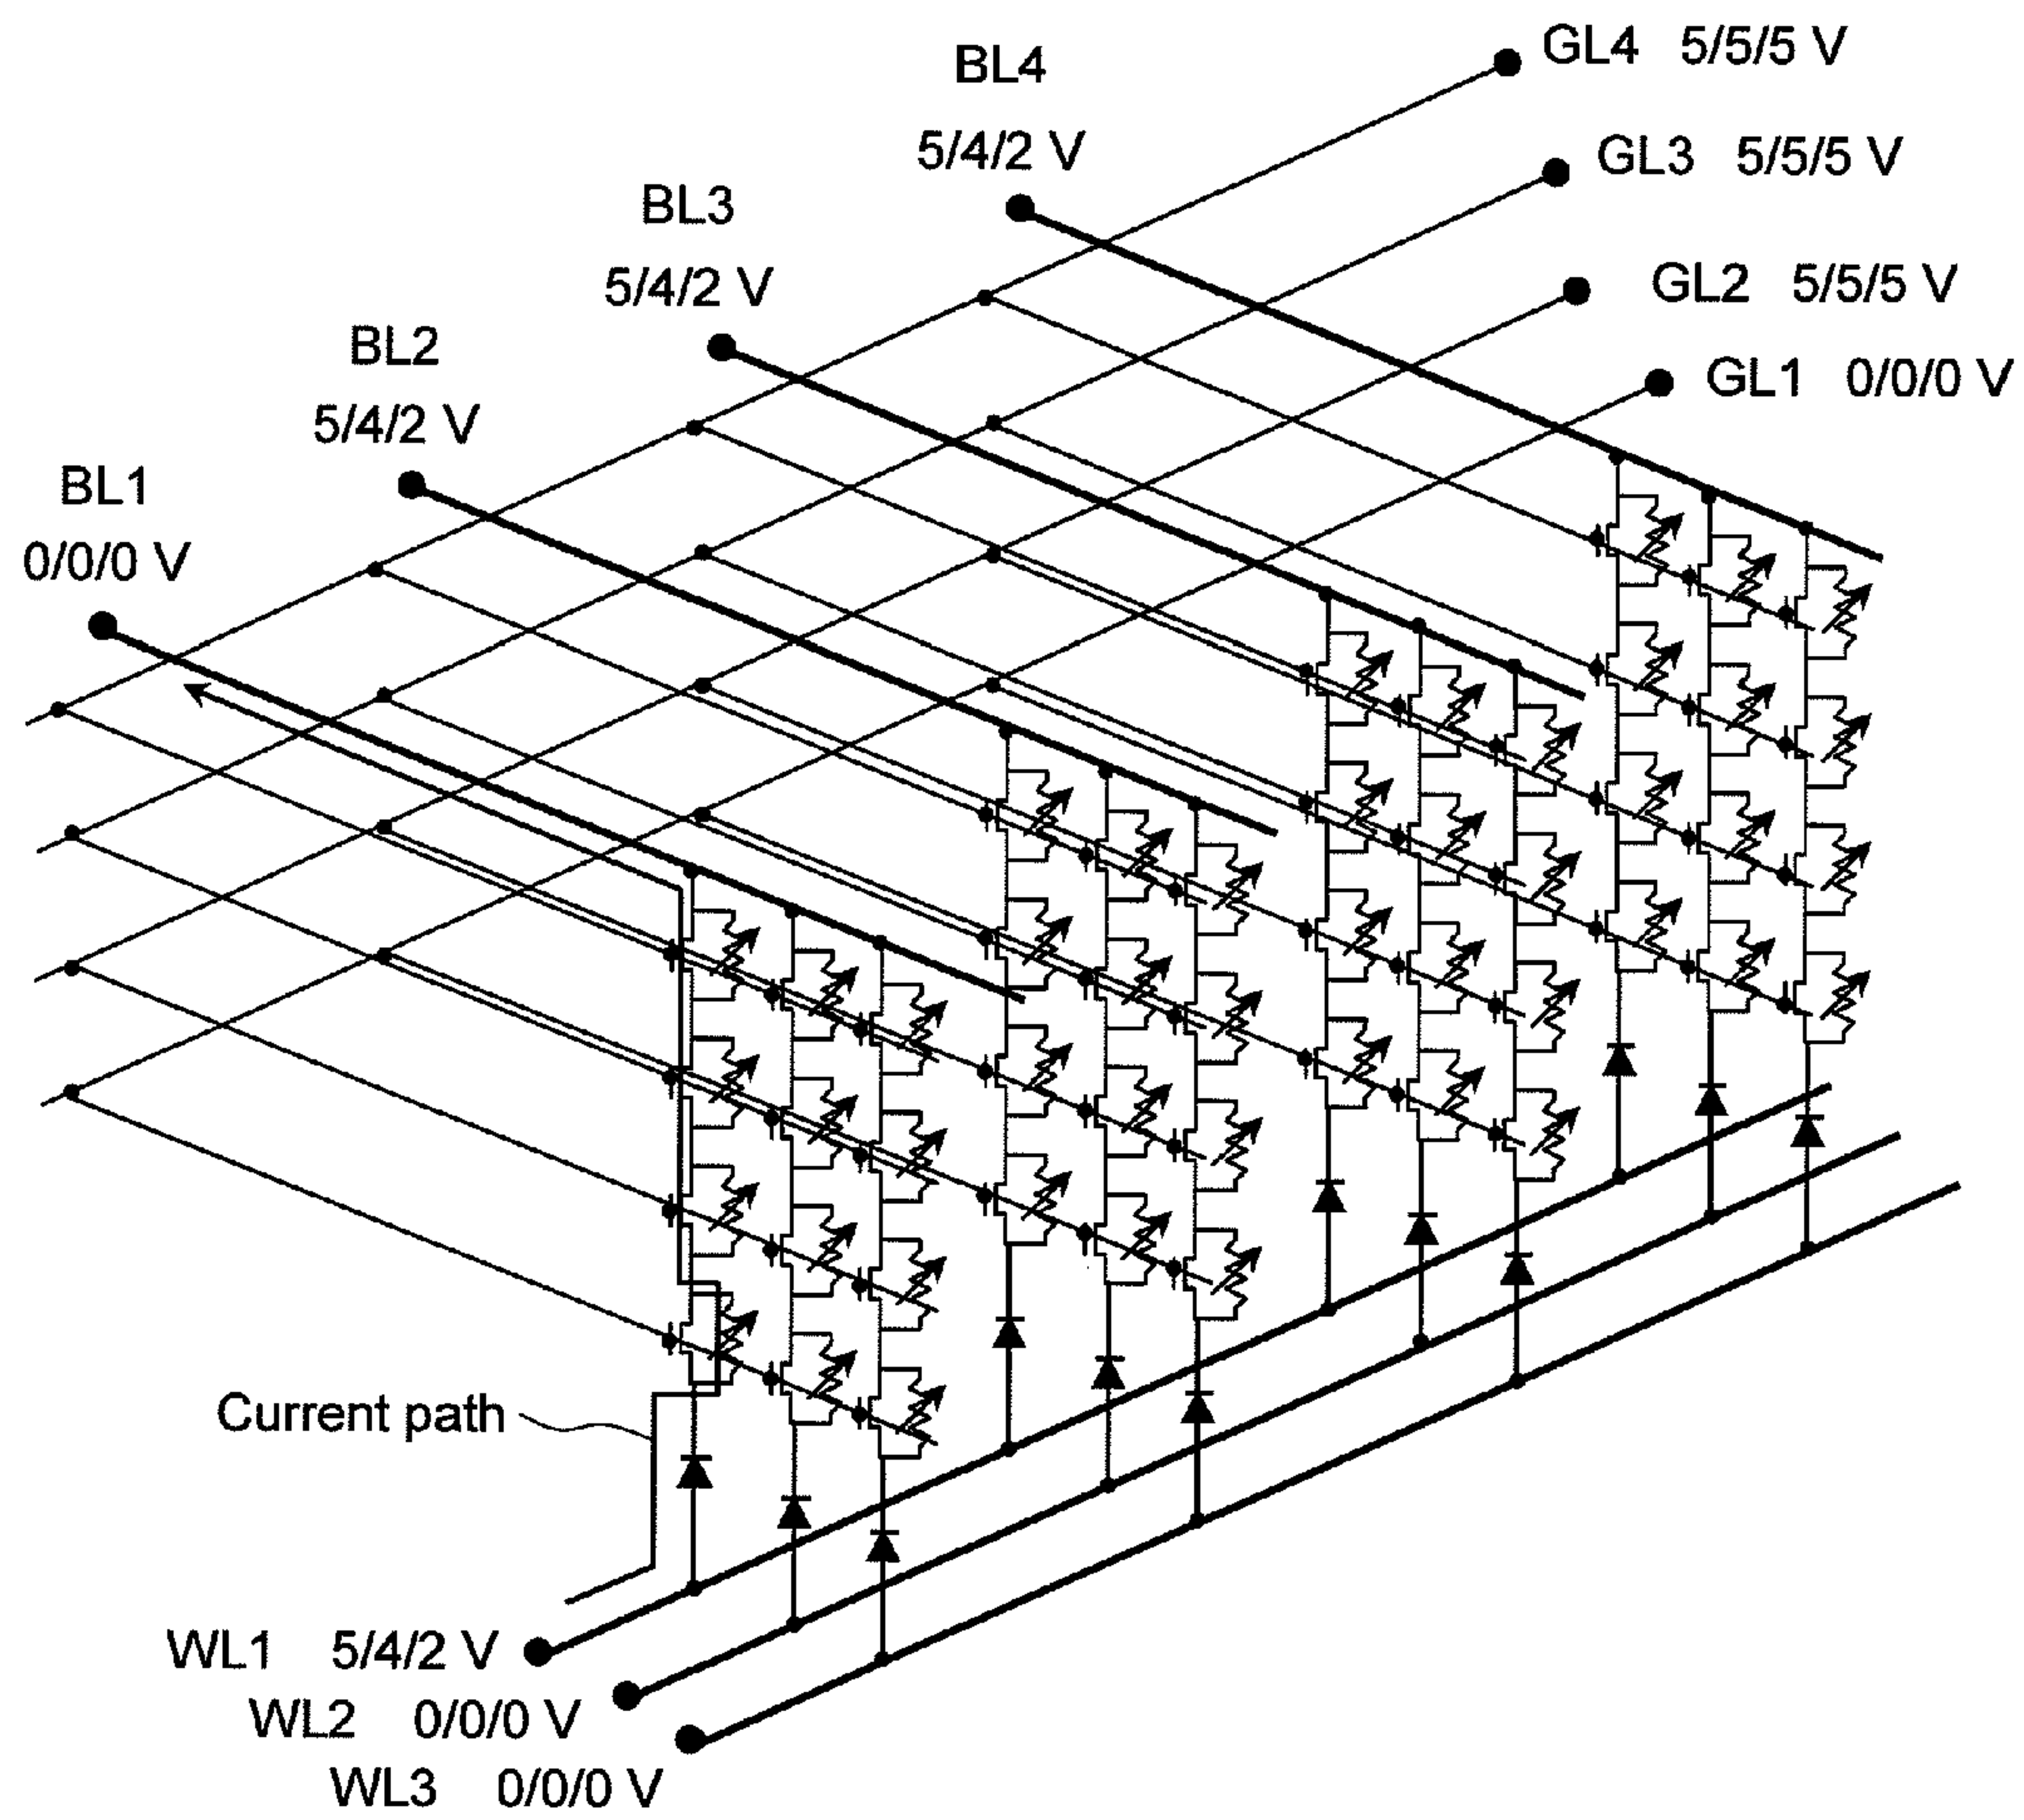 BL4
5/4/2 V
GL4 5/5/5 V
GL3 5/5/5 V
BL3
5/4/2 V
GL2 5/5/5 V
GL1 0/0/0 V
BL2
5/4/2 V
BL1
0/0/0 V
Current path
WL1 5/4/2 V
WL2 0/0/0 V
WL3 0/0/0 V